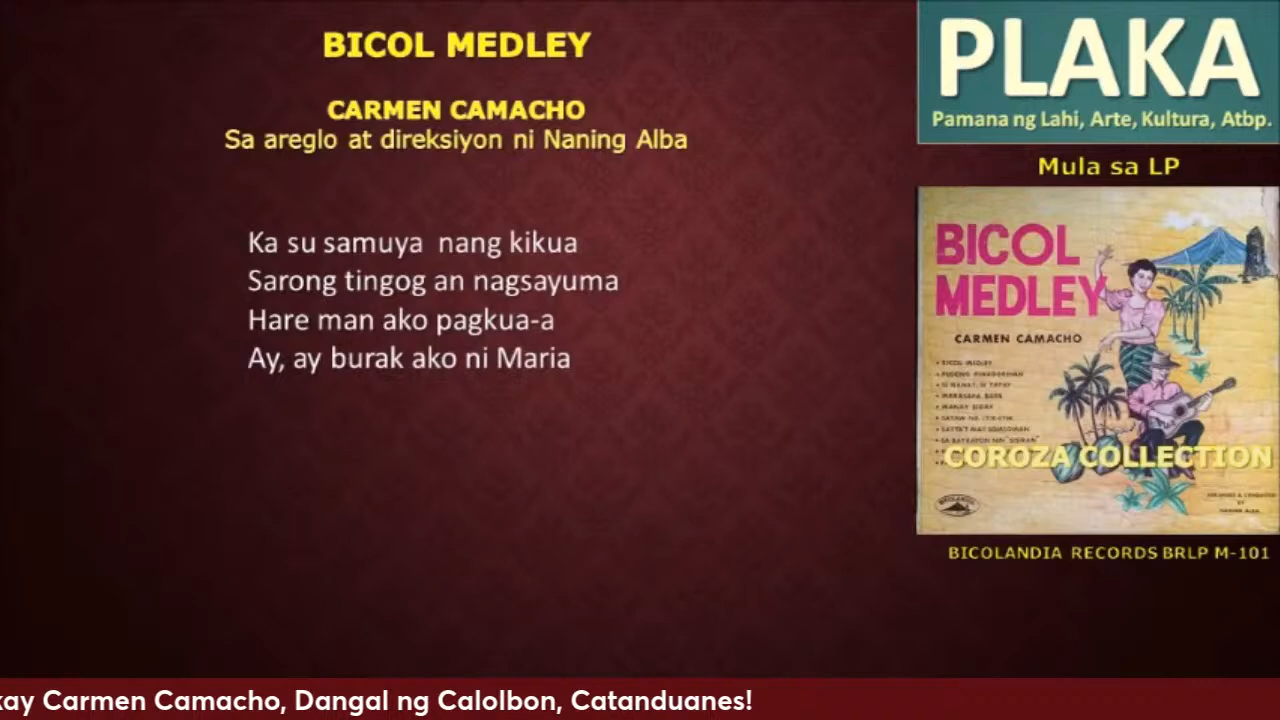 BICOL MEDLEY
CARMEN CAMACHO
Sa areglo at direksiyon ni Naning Alba
Ka su samuya nang kikua
Sarong tingog an nagsayuma
Hare man ako pagkua-a
Ay, ay burak ako ni Maria
PLAKA
Pamana ng Lahi, Arte, Kultura, Atbp.
Mula sa LP
BICOL
MEDLEY
CARMEN CAMACHO
BICOL MEDLEY
COROZA COLLECTION
BICOLANDIA RECORDS BRLP M-101
kay Carmen Camacho, Dangal ng Calolbon, Catanduanes!